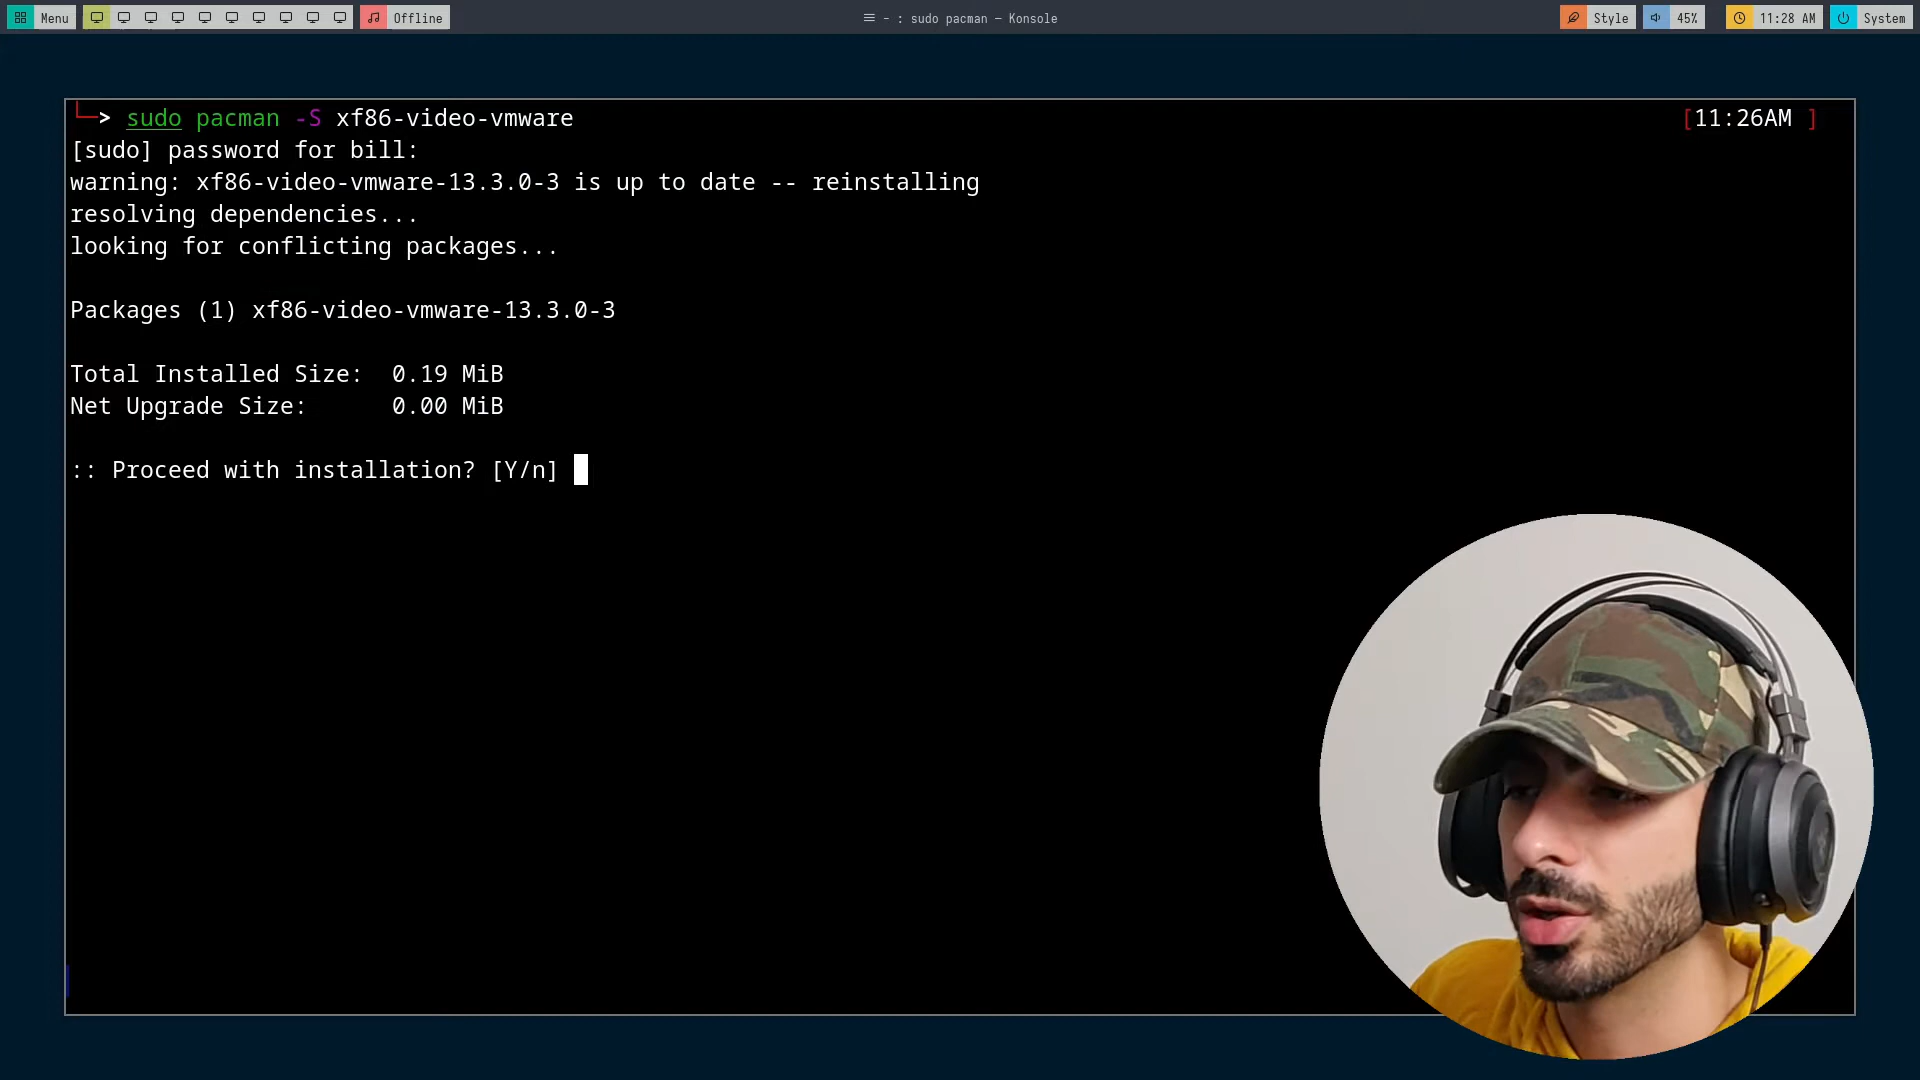 Menu
Offline
- : sudo pacman — Konsole
Style
45%
11:28 AM
System
> sudo pacman -S xf86-video-vmware [11:26AM ]
[sudo] password for bill:
warning: xf86-video-vmware-13.3.0-3 is up to date -- reinstalling
resolving dependencies...
looking for conflicting packages...
Packages (1) xf86-video-vmware-13.3.0-3
Total Installed Size:  0.19 MiB
Net Upgrade Size:      0.00 MiB
:: Proceed with installation? [Y/n]